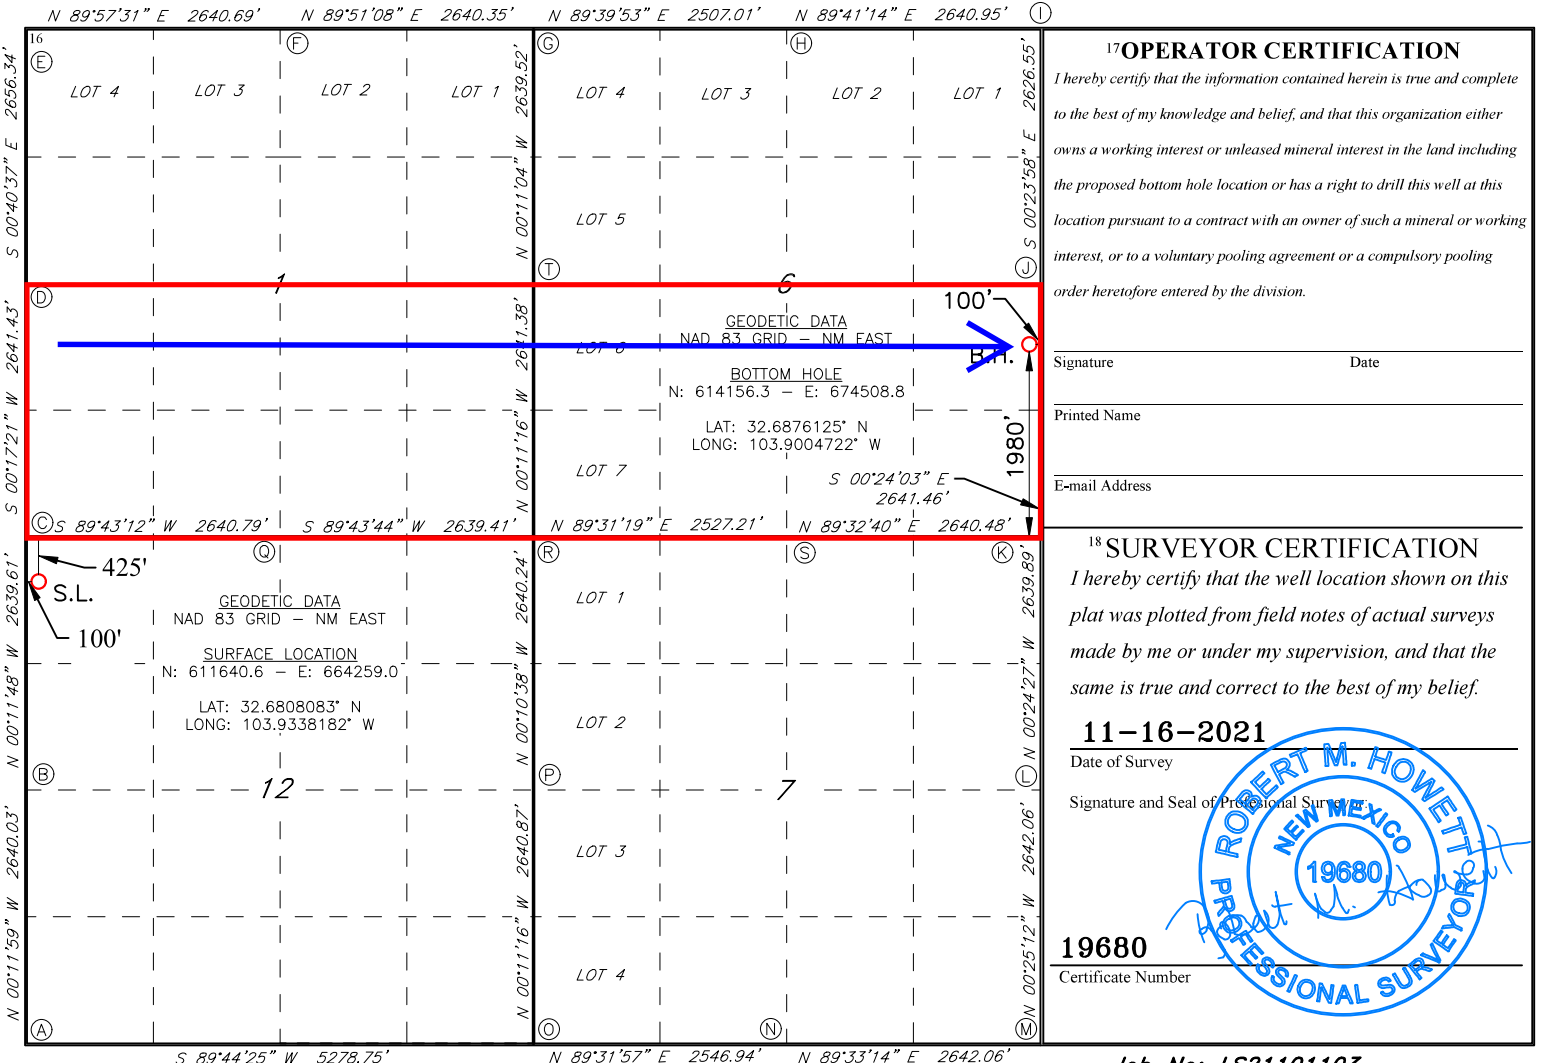 N 89°57'31" E 2640.69' N 89°51'08" E 2640.35' N 89°39'53" E 2507.01' N 89°41'14" E 2640.95' I
16
E F G H
LOT 4 LOT 3 LOT 2 LOT 1 LOT 4 LOT 3 LOT 2 LOT 1
S 00°40'37" E 2656.34'
N 00°11'04" W 2639.52'
S 00°23'58" E 2626.55'
LOT 5
D 1 T 6 J
S 00°17'21" W 2641.43'
N 00°11'16" W 2641.38'
100'
GEODETIC DATA
NAD 83 GRID – NM EAST
LOT 6
B.H.
BOTTOM HOLE
N: 614156.3 – E: 674508.8
LAT: 32.6876125° N
LONG: 103.9004722° W
1980'
LOT 7
S 00°24'03" E
2641.46'
C S 89°43'12" W 2640.79' S 89°43'44" W 2639.41' N 89°31'19" E 2527.21' N 89°32'40" E 2640.48'
Q R S K
425'
S.L.
100'
N 00°11'48" W 2639.61'
GEODETIC DATA
NAD 83 GRID – NM EAST
SURFACE LOCATION
N: 611640.6 – E: 664259.0
LAT: 32.6808083° N
LONG: 103.9338182° W
N 00°10'38" W 2640.24'
LOT 1
LOT 2
N 00°24'27" W 2639.89'
B 12 P 7 L
N 00°11'59" W 2640.03'
N 00°11'16" W 2640.87'
LOT 3
LOT 4
N 00°25'12" W 2642.06'
A O N M
S 89°44'25" W 5278.75' N 89°31'57" E 2546.94' N 89°33'14" E 2642.06'
17 OPERATOR CERTIFICATION
I hereby certify that the information contained herein is true and complete
to the best of my knowledge and belief, and that this organization either
owns a working interest or unleased mineral interest in the land including
the proposed bottom hole location or has a right to drill this well at this
location pursuant to a contract with an owner of such a mineral or working
interest, or to a voluntary pooling agreement or a compulsory pooling
order heretofore entered by the division.
Signature Date
Printed Name
E-mail Address
18 SURVEYOR CERTIFICATION
I hereby certify that the well location shown on this
plat was plotted from field notes of actual surveys
made by me or under my supervision, and that the
same is true and correct to the best of my belief.
11-16-2021
Date of Survey
Signature and Seal of Profesional Surveyor:
ROBERT M. HOWETT
NEW MEXICO
19680
PROFESSIONAL SURVEYOR
Robert M. Howett
19680
Certificate Number
Job No: LS21101103